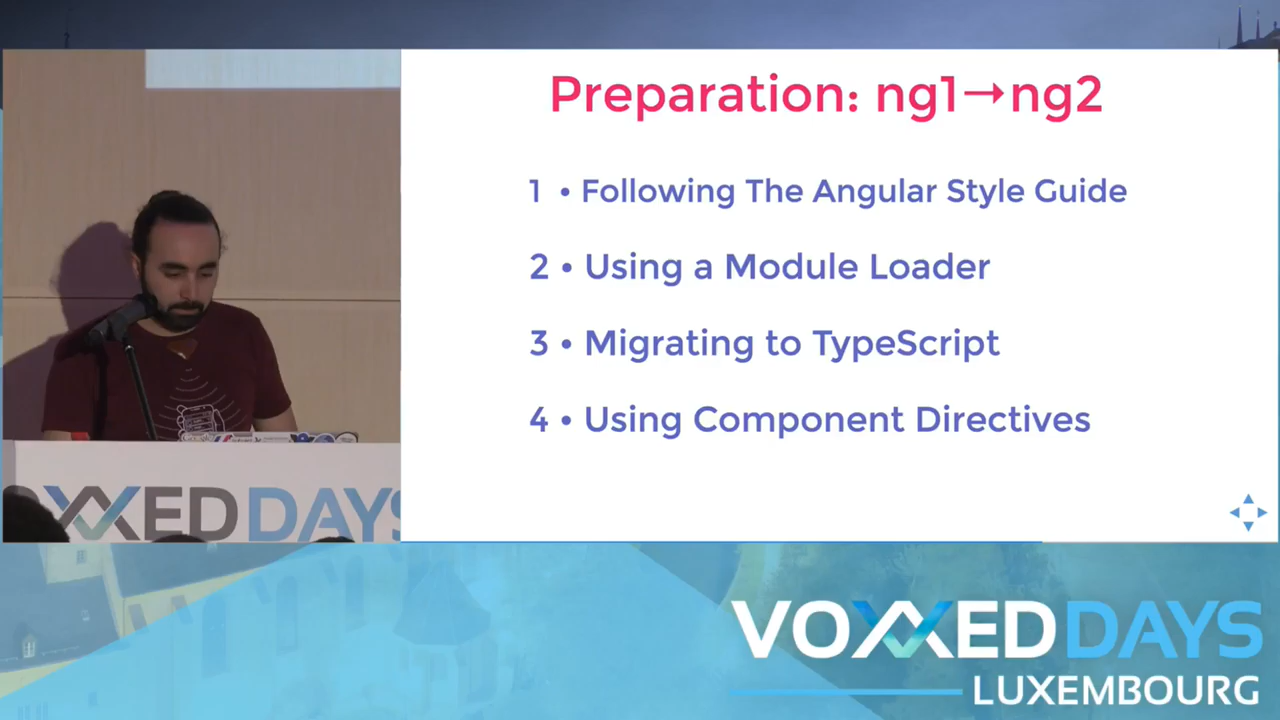 Preparation: ng1→ng2
1 • Following The Angular Style Guide
2 • Using a Module Loader
3 • Migrating to TypeScript
4 • Using Component Directives
OXXED DAYS
VOXXED DAYS
LUXEMBOURG